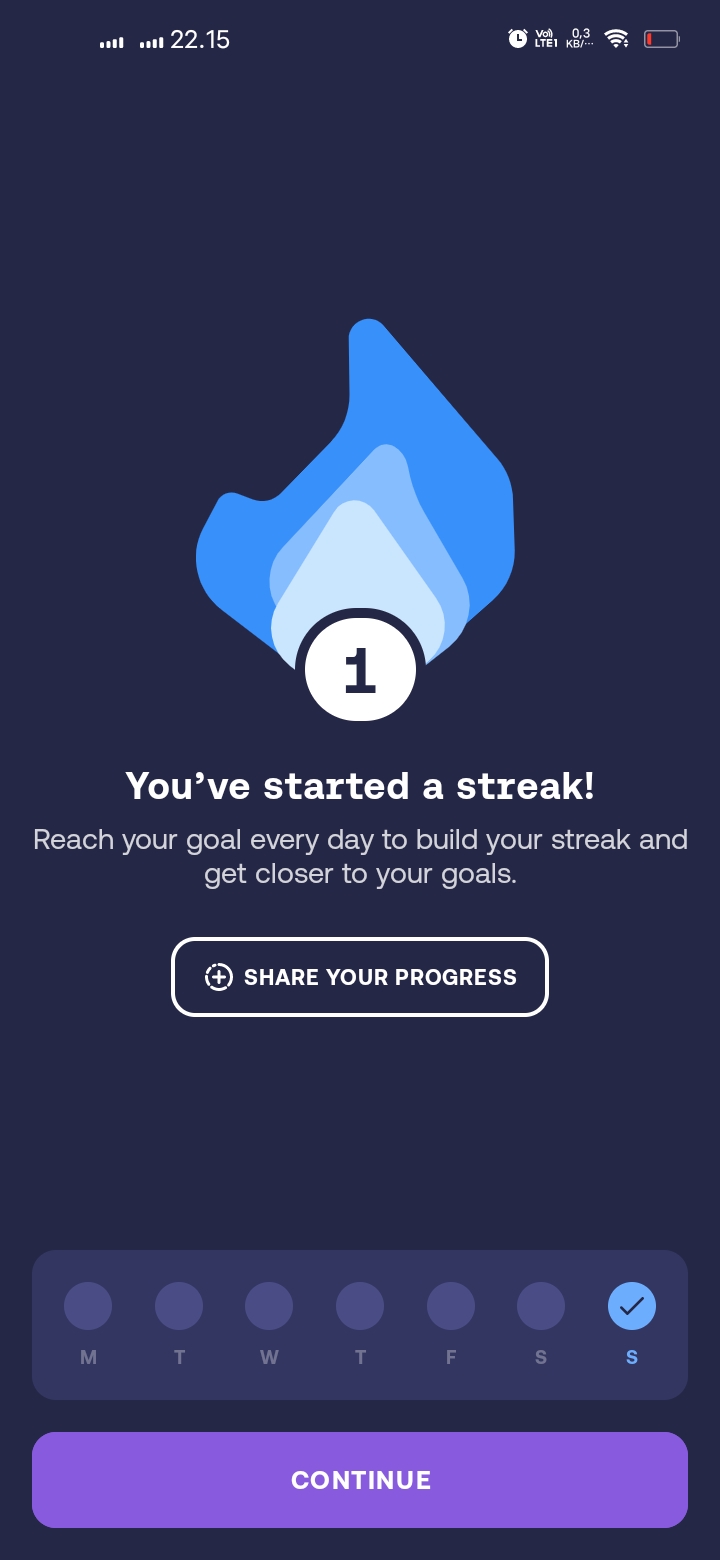 22.15
Vo)) 0,3
LTE1 KB/...
1
You’ve started a streak!
Reach your goal every day to build your streak and
get closer to your goals.
SHARE YOUR PROGRESS
M T W T F S S
CONTINUE